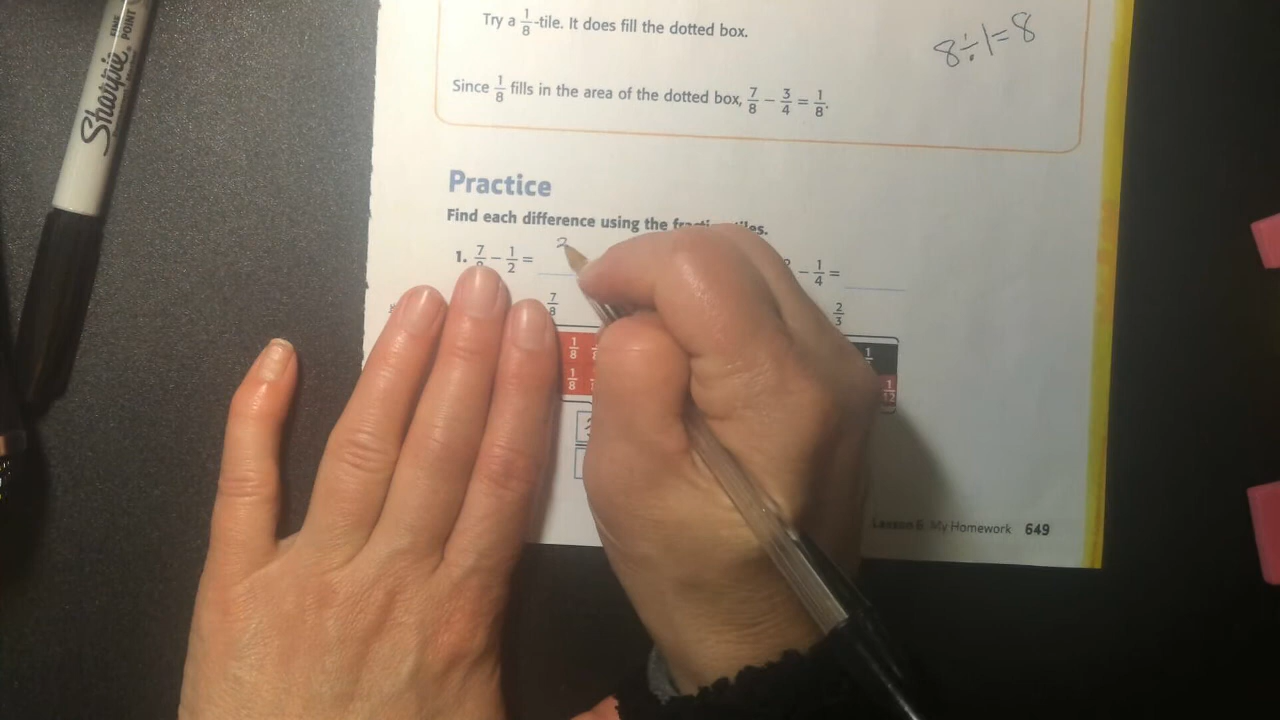 Try a 1/8-tile. It does fill the dotted box.
8÷1=8
Since 1/8 fills in the area of the dotted box, 7/8 − 3/4 = 1/8.
Practice
Find each difference using the tiles.
1. 7/8 − 1/2 =
− 1/4 =
7/8
2/3
1/8
1/8
1/12
Lesson 6 My Homework 649
Sharpie.
FINE POINT